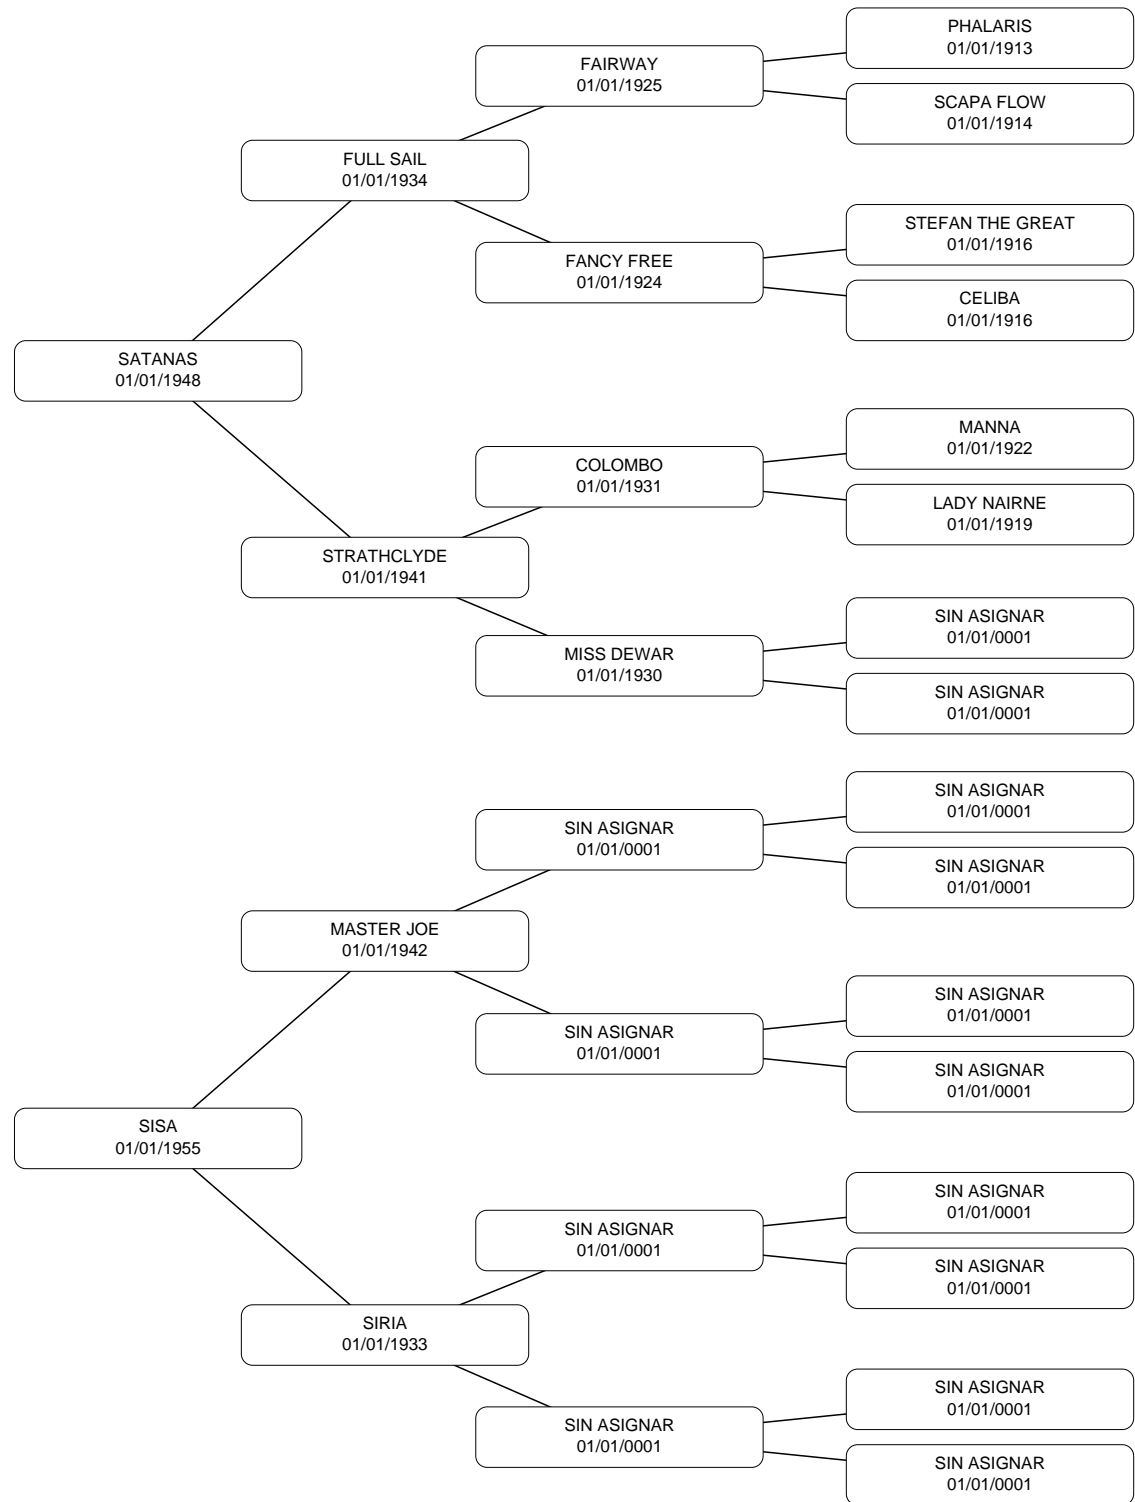 PHALARIS
01/01/1913
FAIRWAY
01/01/1925
SCAPA FLOW
01/01/1914
FULL SAIL
01/01/1934
STEFAN THE GREAT
01/01/1916
FANCY FREE
01/01/1924
CELIBA
01/01/1916
SATANAS
01/01/1948
MANNA
01/01/1922
COLOMBO
01/01/1931
LADY NAIRNE
01/01/1919
STRATHCLYDE
01/01/1941
SIN ASIGNAR
01/01/0001
MISS DEWAR
01/01/1930
SIN ASIGNAR
01/01/0001
SIN ASIGNAR
01/01/0001
SIN ASIGNAR
01/01/0001
SIN ASIGNAR
01/01/0001
MASTER JOE
01/01/1942
SIN ASIGNAR
01/01/0001
SIN ASIGNAR
01/01/0001
SIN ASIGNAR
01/01/0001
SISA
01/01/1955
SIN ASIGNAR
01/01/0001
SIN ASIGNAR
01/01/0001
SIN ASIGNAR
01/01/0001
SIRIA
01/01/1933
SIN ASIGNAR
01/01/0001
SIN ASIGNAR
01/01/0001
SIN ASIGNAR
01/01/0001